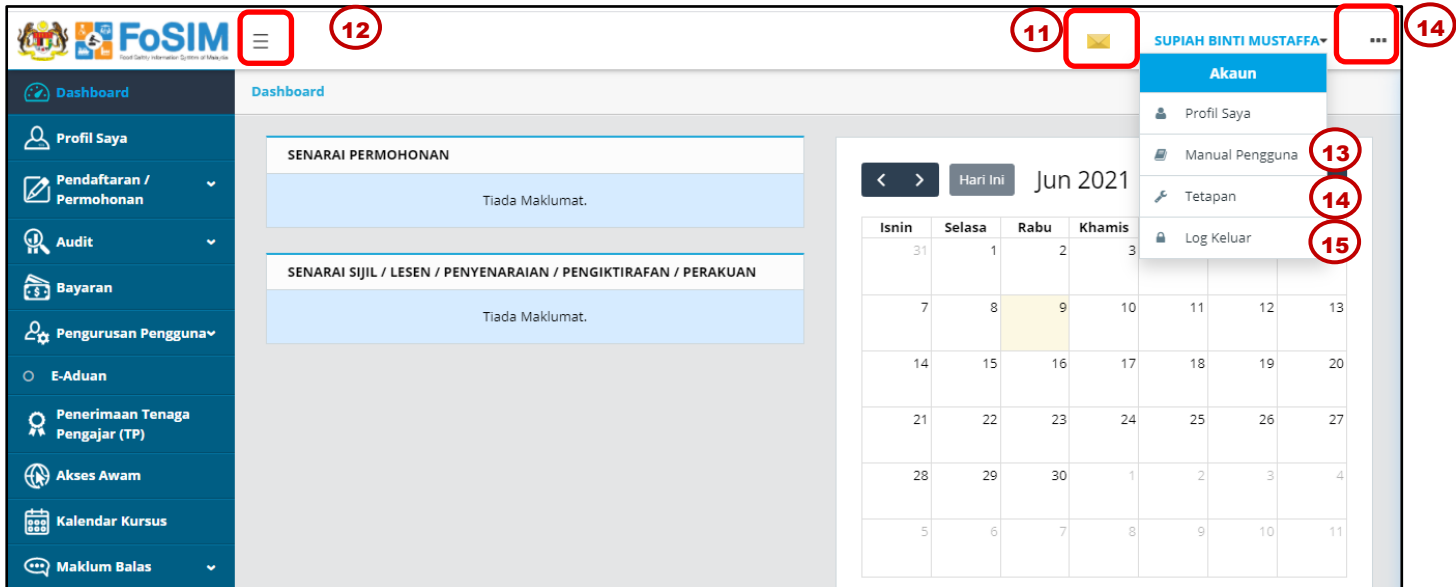 FoSIM
Food Safety Information System of Malaysia
12
11
SUPIAH BINTI MUSTAFFA
14
Akaun
Profil Saya
Manual Pengguna
13
Tetapan
14
Log Keluar
15
Dashboard
Profil Saya
Pendaftaran /
Permohonan
Audit
Bayaran
Pengurusan Pengguna
E-Aduan
Penerimaan Tenaga
Pengajar (TP)
Akses Awam
Kalendar Kursus
Maklum Balas
Dashboard
SENARAI PERMOHONAN
Tiada Maklumat.
SENARAI SIJIL / LESEN / PENYENARAIAN / PENGIKTIRAFAN / PERAKUAN
Tiada Maklumat.
Hari Ini
Jun 2021
Isnin Selasa Rabu Khamis
31 1 2 3
7 8 9 10 11 12 13
14 15 16 17 18 19 20
21 22 23 24 25 26 27
28 29 30 1 2 3 4
5 6 7 8 9 10 11